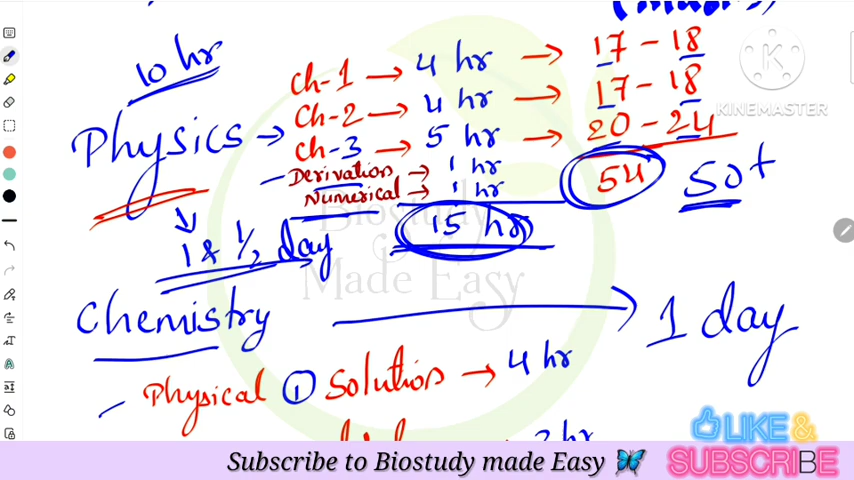 (Marks)
10 hr
Ch-1 → 4 hr → 17 - 18
Ch-2 → 4 hr → 17 - 18
Physics → Ch-3 → 5 hr → 20 - 24
- Derivation → 1 hr
Numerical → 1 hr
54 50+
15 hr
1 & 1/2 day
Biostudy
Made Easy
KINEMASTER
Chemistry → 1 day
- Physical ① Solution → 4 hr
hr
LIKE &
SUBSCRIBE
Subscribe to Biostudy made Easy 🦋